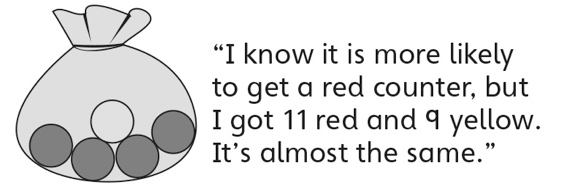 “I know it is more likely
to get a red counter, but
I got 11 red and 9 yellow.
It’s almost the same.”